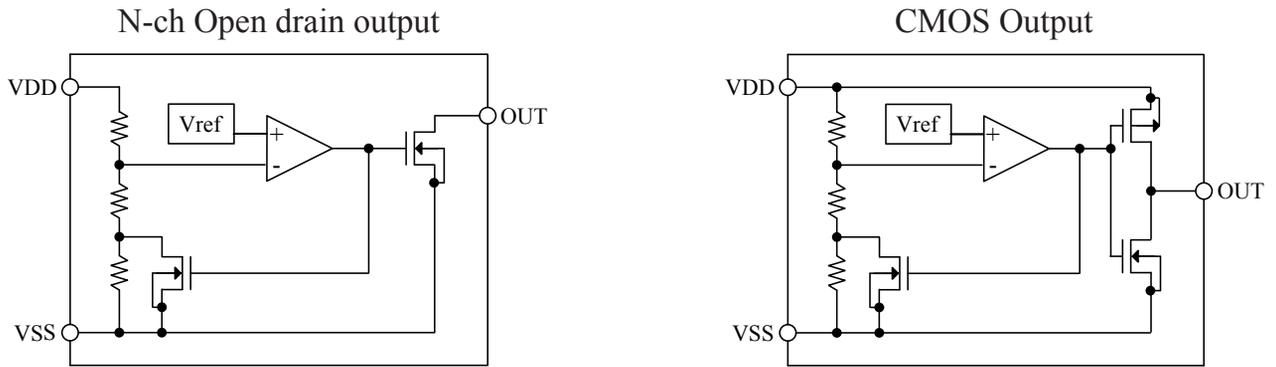 N-ch Open drain output
VDD
Vref
+
-
OUT
VSS
CMOS Output
VDD
Vref
+
-
OUT
VSS